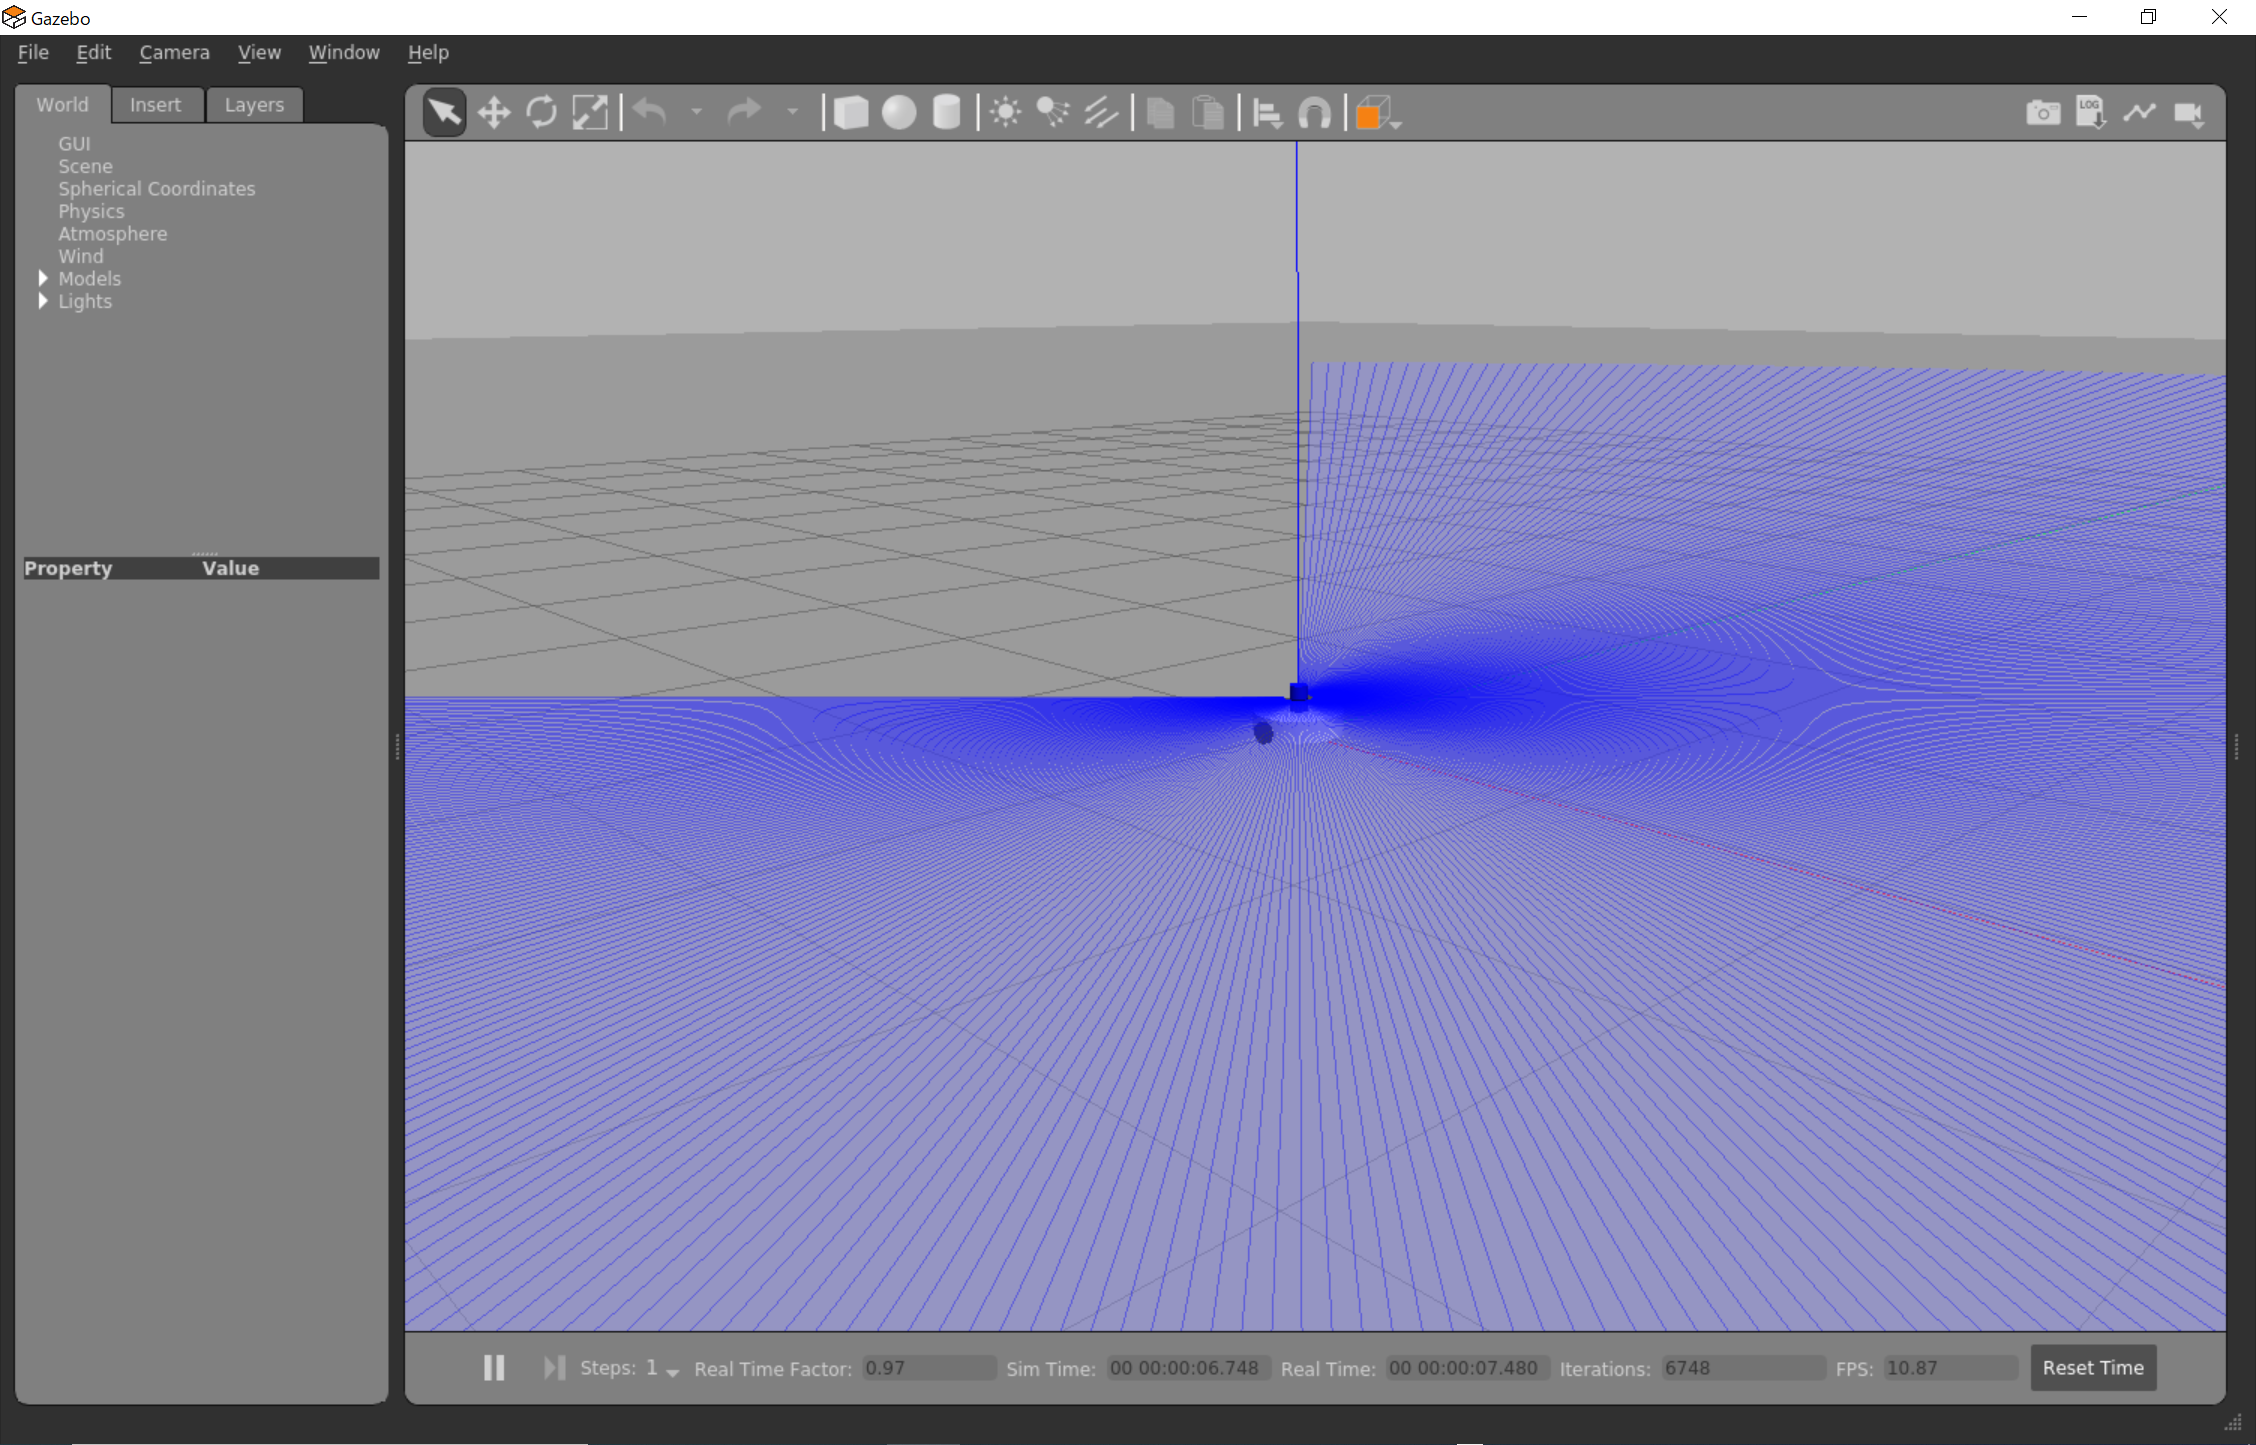 Gazebo
File Edit Camera View Window Help
World Insert Layers
LOG
GUI
Scene
Spherical Coordinates
Physics
Atmosphere
Wind
Models
Lights
Property Value
Steps: 1 Real Time Factor: 0.97 Sim Time: 00 00:00:06.748 Real Time: 00 00:00:07.480 Iterations: 6748 FPS: 10.87 Reset Time